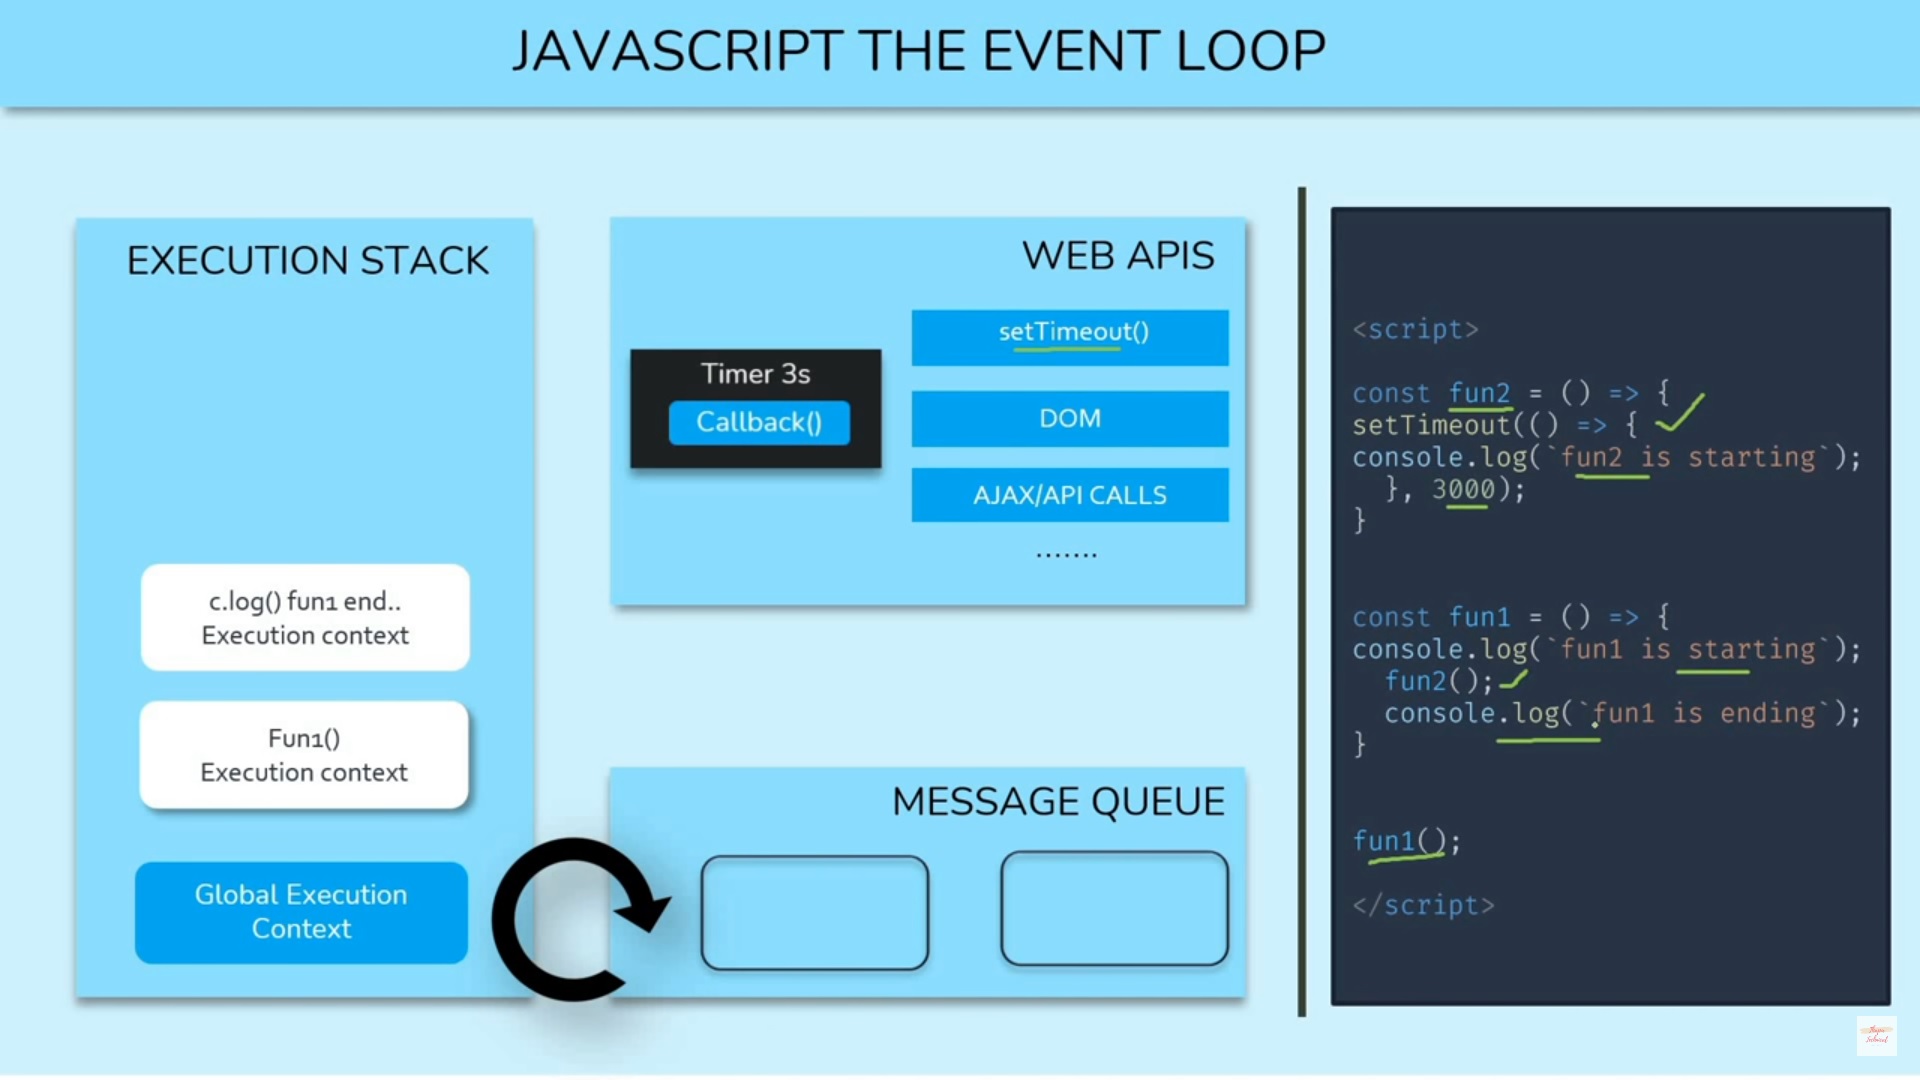 JAVASCRIPT THE EVENT LOOP
EXECUTION STACK
c.log() fun1 end..
Execution context
Fun1()
Execution context
Global Execution
Context
WEB APIS
Timer 3s
Callback()
setTimeout()
DOM
AJAX/API CALLS
.......
MESSAGE QUEUE
<script>
const fun2 = () => {
setTimeout(() => {
console.log(`fun2 is starting`);
}, 3000);
}
const fun1 = () => {
console.log(`fun1 is starting`);
fun2();
console.log(`fun1 is ending`);
}
fun1();
</script>